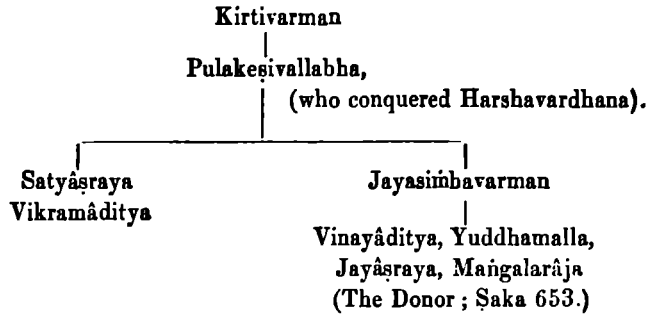 Kirtivarman
Pulakeṣivallabha,
(who conquered Harshavardhana).
Satyâṣraya
Vikramâditya
Jayasiṁhavarman
Vinayâditya, Yuddhamalla,
Jayâṣraya, Maṅgalarâja
(The Donor; Ṣaka 653.)